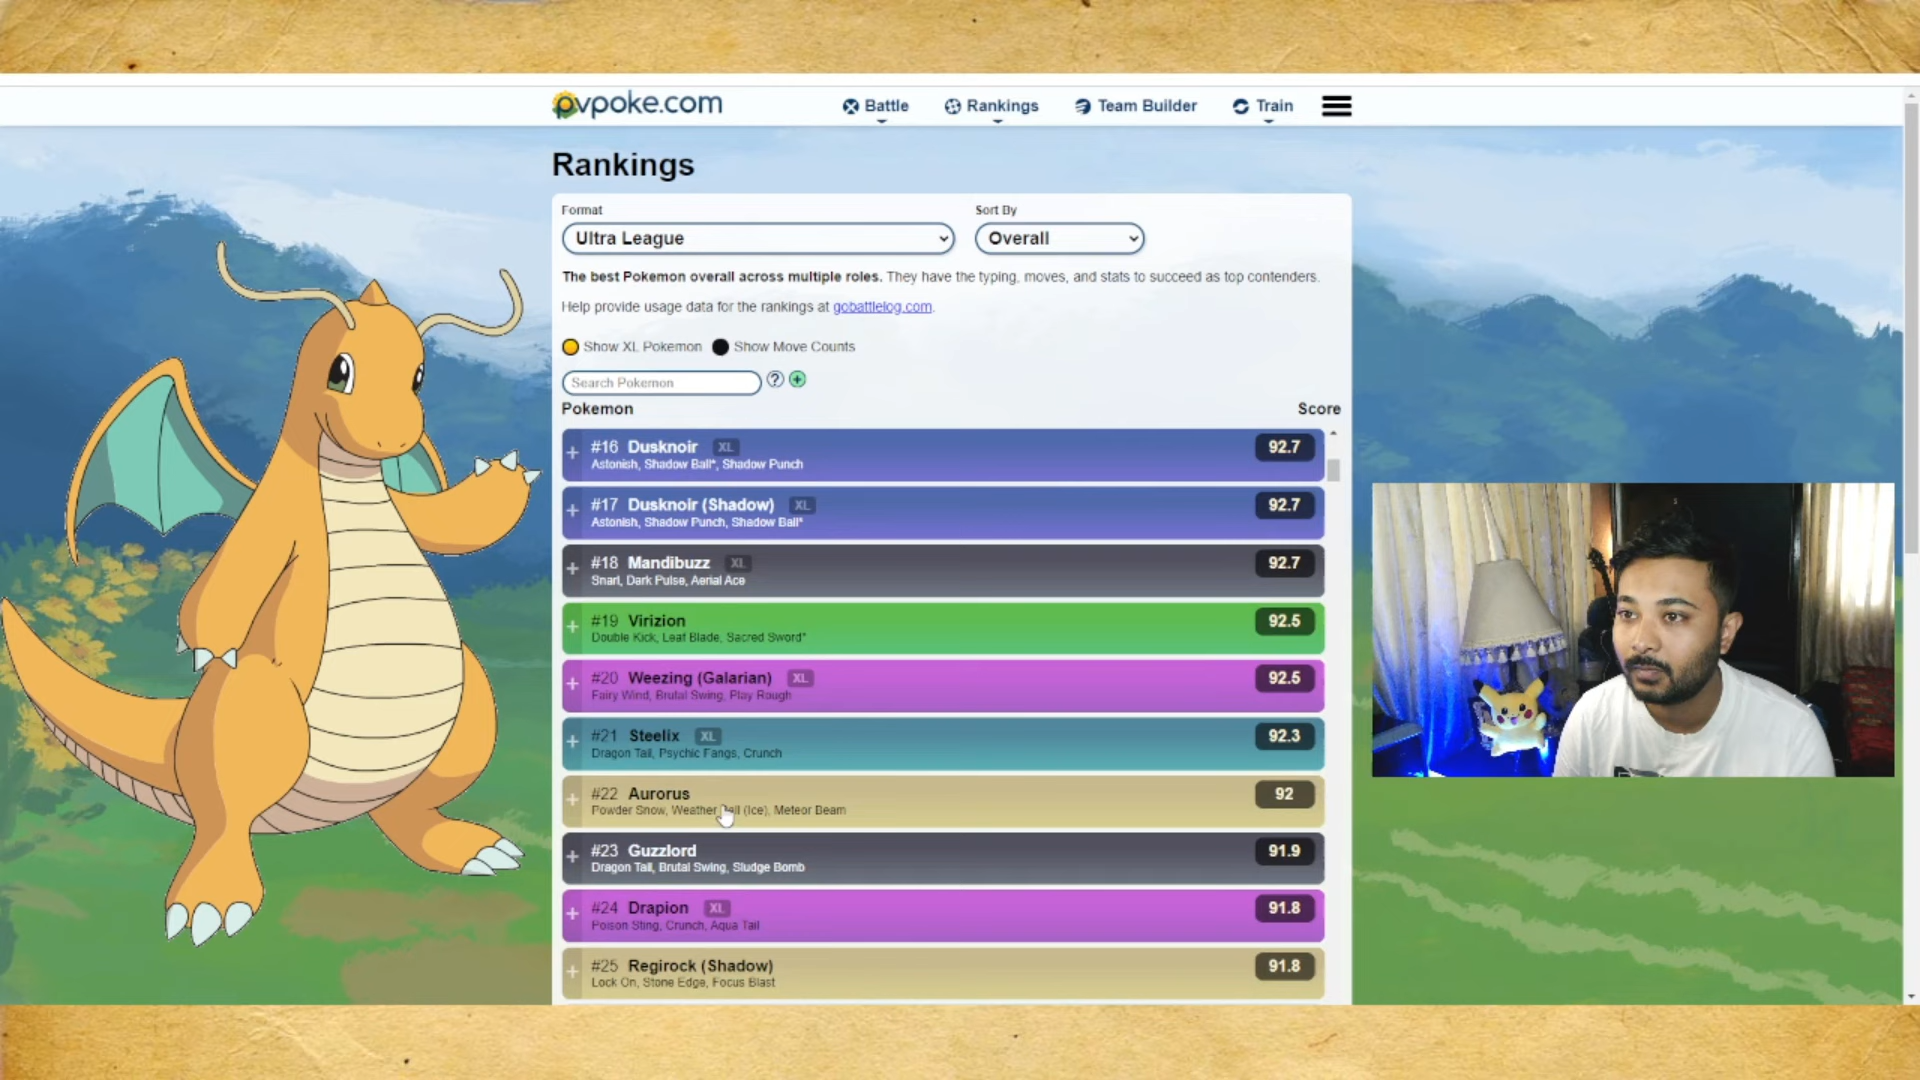 pvpoke.com
Battle Rankings Team Builder Train
Rankings
Format
Sort By
Ultra League
Overall
The best Pokemon overall across multiple roles. They have the typing, moves, and stats to succeed as top contenders.
Help provide usage data for the rankings at gobattlelog.com.
Show XL Pokemon Show Move Counts
Search Pokemon ? +
Pokemon Score
+ #16 Dusknoir XL 92.7
Astonish, Shadow Ball*, Shadow Punch
+ #17 Dusknoir (Shadow) XL 92.7
Astonish, Shadow Punch, Shadow Ball*
+ #18 Mandibuzz XL 92.7
Snarl, Dark Pulse, Aerial Ace
+ #19 Virizion 92.5
Double Kick, Leaf Blade, Sacred Sword*
+ #20 Weezing (Galarian) XL 92.5
Fairy Wind, Brutal Swing, Play Rough
+ #21 Steelix XL 92.3
Dragon Tail, Psychic Fangs, Crunch
+ #22 Aurorus 92
Powder Snow, Weather Ball (Ice), Meteor Beam
+ #23 Guzzlord 91.9
Dragon Tail, Brutal Swing, Sludge Bomb
+ #24 Drapion XL 91.8
Poison Sting, Crunch, Aqua Tail
+ #25 Regirock (Shadow) 91.8
Lock On, Stone Edge, Focus Blast